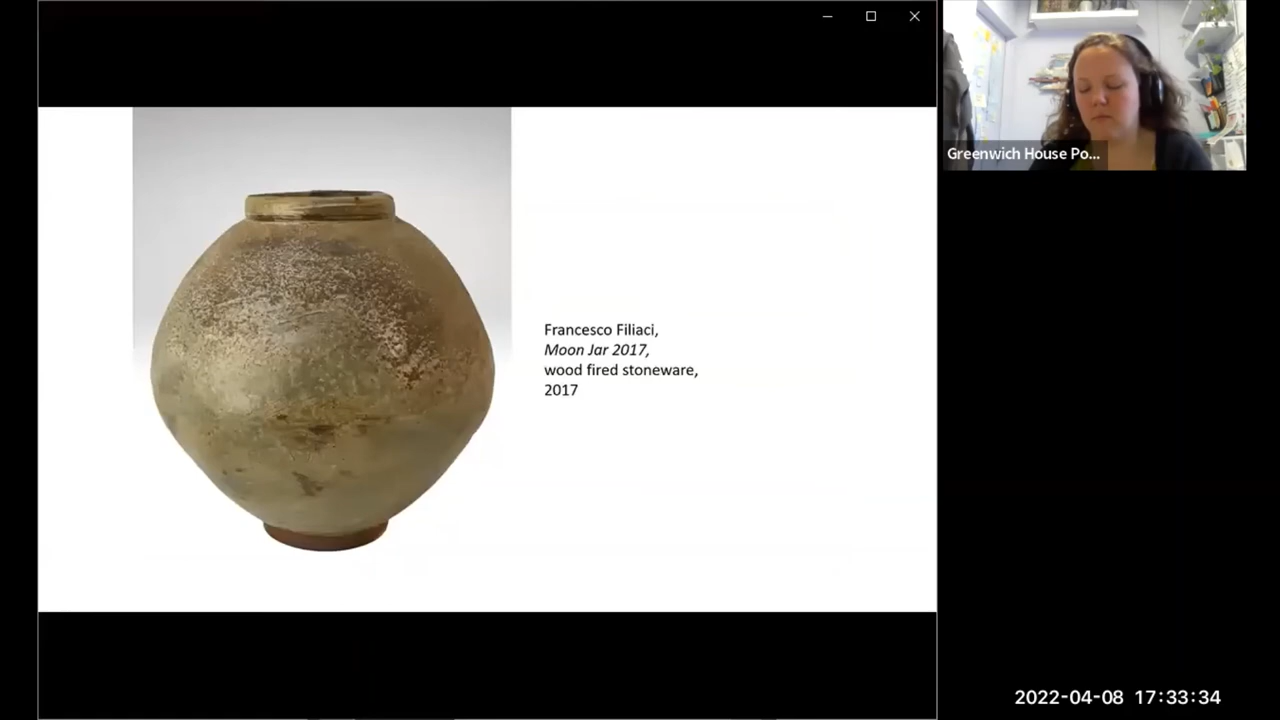 Greenwich House Po...
Francesco Filiaci,
Moon Jar 2017,
wood fired stoneware,
2017
2022-04-08 17:33:34